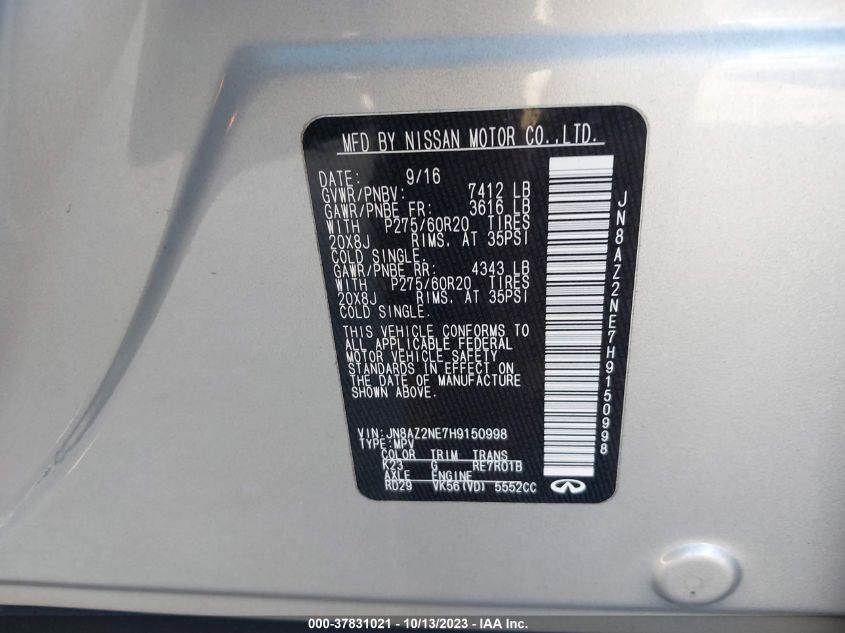 MFD BY NISSAN MOTOR CO.,LTD.
DATE: 9/16
GVWR/PNBV: 7412 LB
GAWR/PNBE FR: 3616 LB
WITH P275/60R20 TIRES
20X8J RIMS. AT 35PSI
COLD SINGLE.
GAWR/PNBE RR: 4343 LB
WITH P275/60R20 TIRES
20X8J RIMS. AT 35PSI
COLD SINGLE.
THIS VEHICLE CONFORMS TO
ALL APPLICABLE FEDERAL
MOTOR VEHICLE SAFETY
STANDARDS IN EFFECT ON
THE DATE OF MANUFACTURE
SHOWN ABOVE.
VIN:JN8AZ2NE7H9150998
TYPE:MPV
COLOR TRIM TRANS
K23 G RE7R01B
AXLE ENGINE
RD29 VK56(VD) 5552CC
JN8AZ2NE7H9150998
000-37831021 - 10/13/2023 - IAA Inc.